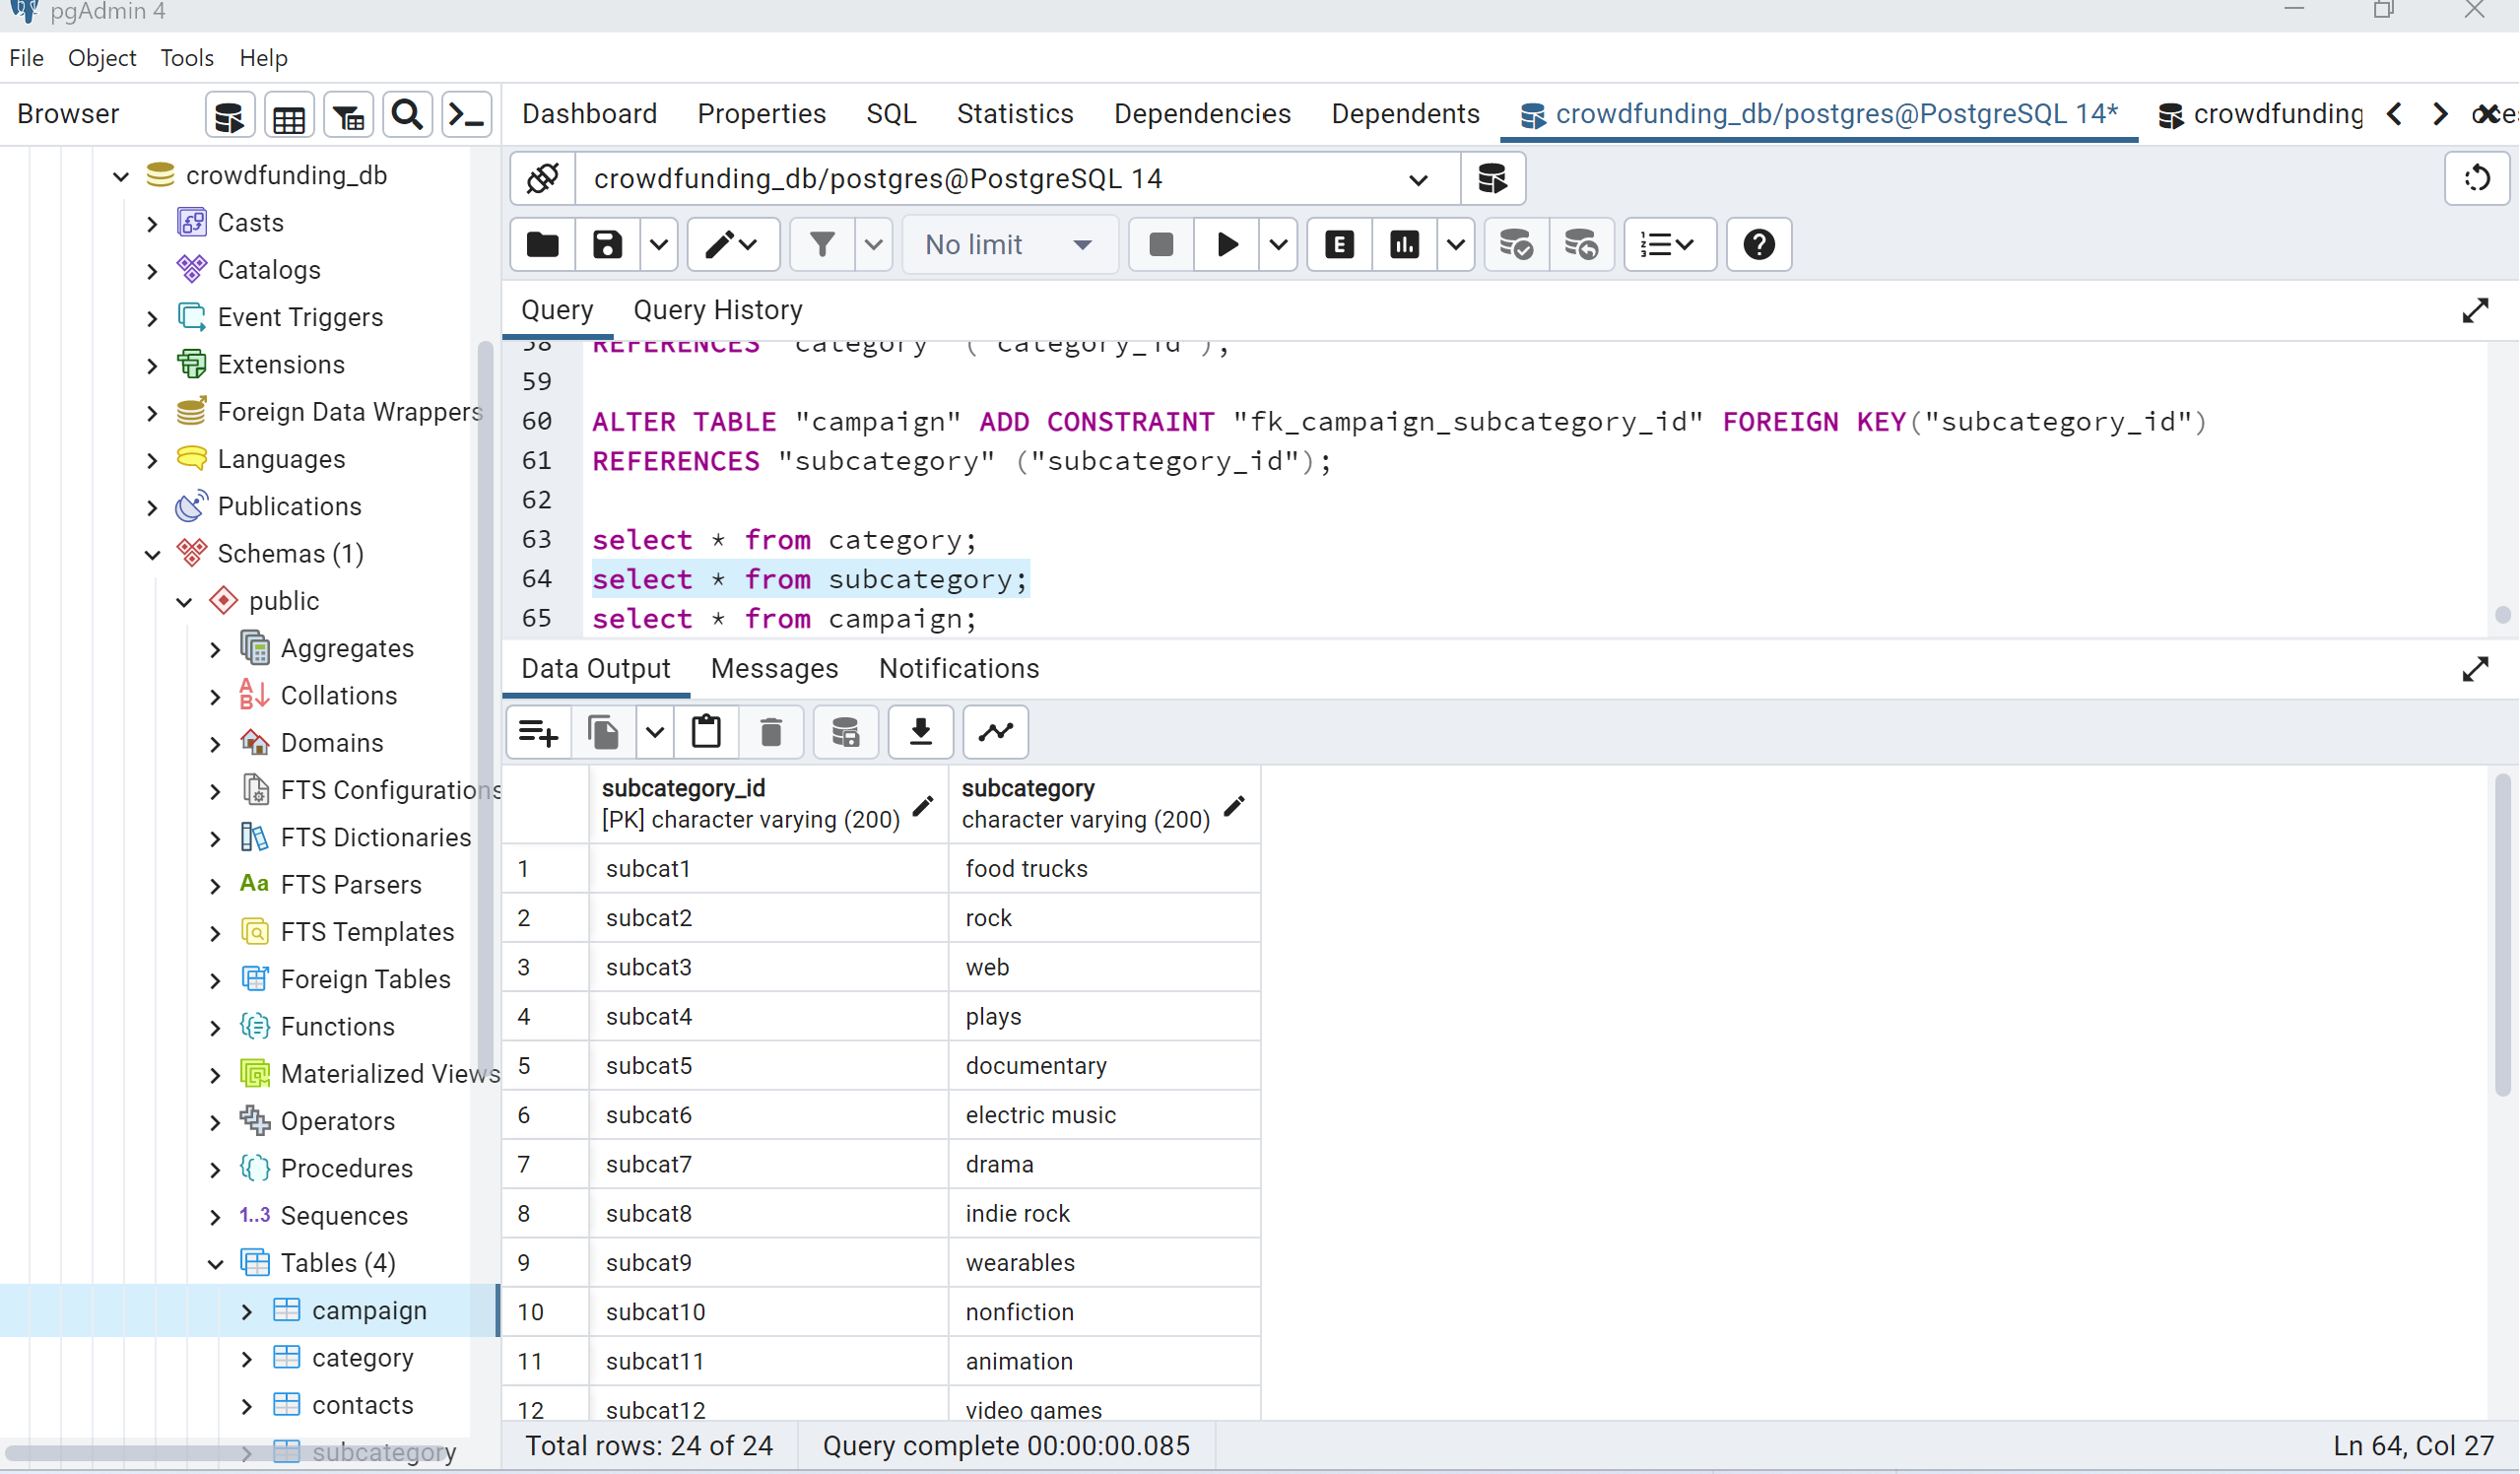 pgAdmin 4
File Object Tools Help
Browser
Dashboard Properties SQL Statistics Dependencies Dependents crowdfunding_db/postgres@PostgreSQL 14* crowdfunding
crowdfunding_db/postgres@PostgreSQL 14
No limit
Query Query History
crowdfunding_db
Casts
Catalogs
Event Triggers
Extensions
Foreign Data Wrappers
Languages
Publications
Schemas (1)
public
Aggregates
Collations
Domains
FTS Configurations
FTS Dictionaries
Aa FTS Parsers
FTS Templates
Foreign Tables
Functions
Materialized Views
Operators
Procedures
1..3 Sequences
Tables (4)
campaign
category
contacts
subcategory
58 REFERENCES "category" ("category_id");
59
60 ALTER TABLE "campaign" ADD CONSTRAINT "fk_campaign_subcategory_id" FOREIGN KEY("subcategory_id")
61 REFERENCES "subcategory" ("subcategory_id");
62
63 select * from category;
64 select * from subcategory;
65 select * from campaign;
Data Output Messages Notifications
subcategory_id subcategory
[PK] character varying (200) character varying (200)
1 subcat1 food trucks
2 subcat2 rock
3 subcat3 web
4 subcat4 plays
5 subcat5 documentary
6 subcat6 electric music
7 subcat7 drama
8 subcat8 indie rock
9 subcat9 wearables
10 subcat10 nonfiction
11 subcat11 animation
12 subcat12 video games
Total rows: 24 of 24 Query complete 00:00:00.085 Ln 64, Col 27